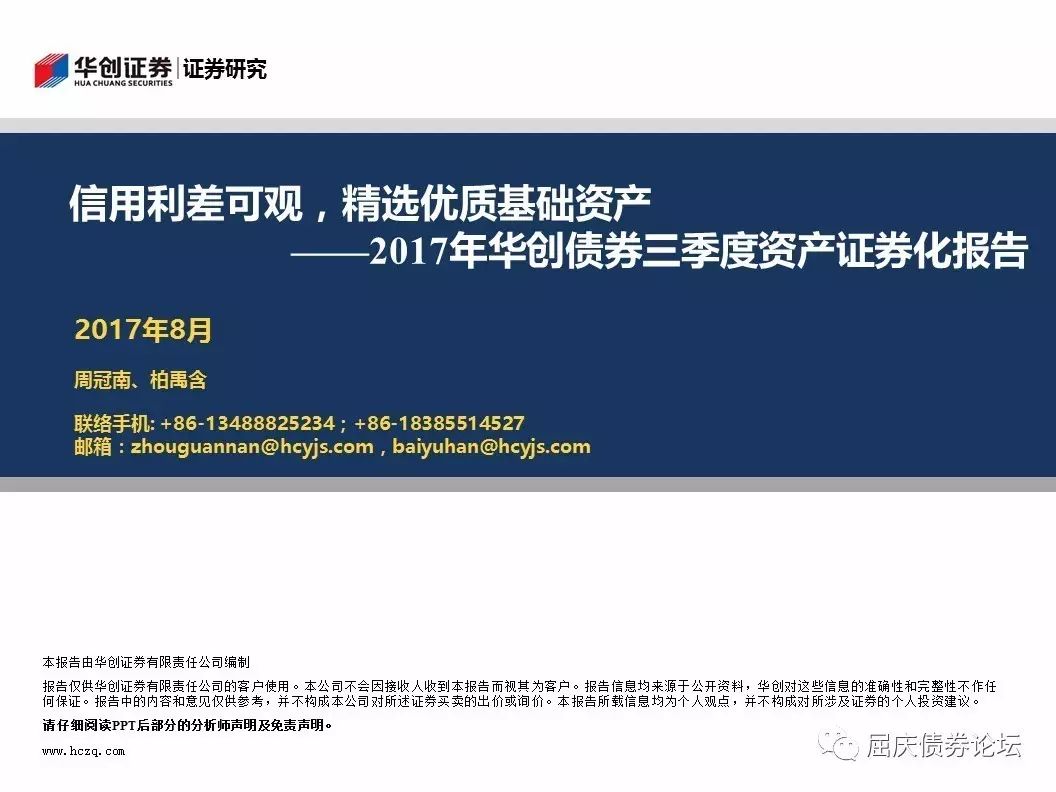 华创证券 证券研究
HUA CHUANG SECURITIES
信用利差可观，精选优质基础资产
——2017年华创债券三季度资产证券化报告
2017年8月
周冠南、柏禹含
联络手机: +86-13488825234；+86-18385514527
邮箱：zhouguannan@hcyjs.com，baiyuhan@hcyjs.com
本报告由华创证券有限责任公司编制
报告仅供华创证券有限责任公司的客户使用。本公司不会因接收人收到本报告而视其为客户。报告信息均来源于公开资料，华创对这些信息的准确性和完整性不作任
何保证。报告中的内容和意见仅供参考，并不构成本公司对所述证券买卖的出价或询价。本报告所载信息均为个人观点，并不构成对所涉及证券的个人投资建议。
请仔细阅读PPT后部分的分析师声明及免责声明。
www.hczq.com
屈庆债券论坛